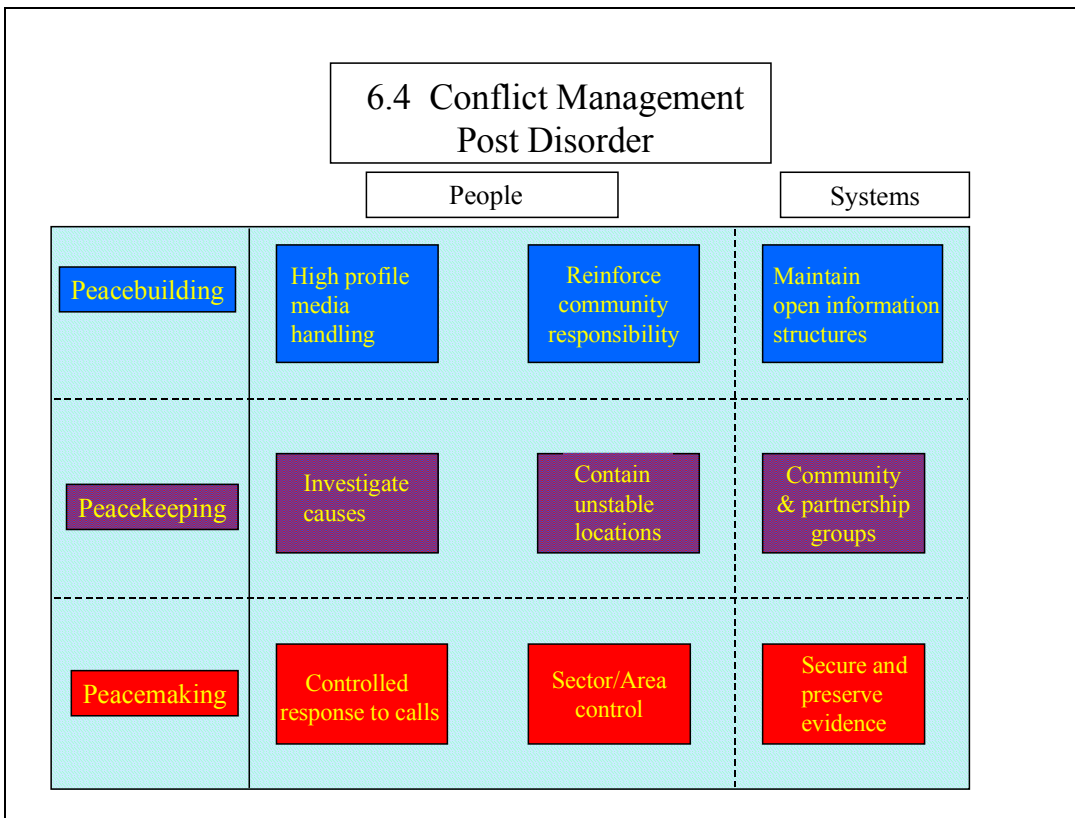 6.4 Conflict Management
Post Disorder
People
Systems
Peacebuilding
High profile
media
handling
Reinforce
community
responsibility
Maintain
open information
structures
Peacekeeping
Investigate
causes
Contain
unstable
locations
Community
& partnership
groups
Peacemaking
Controlled
response to calls
Sector/Area
control
Secure and
preserve
evidence